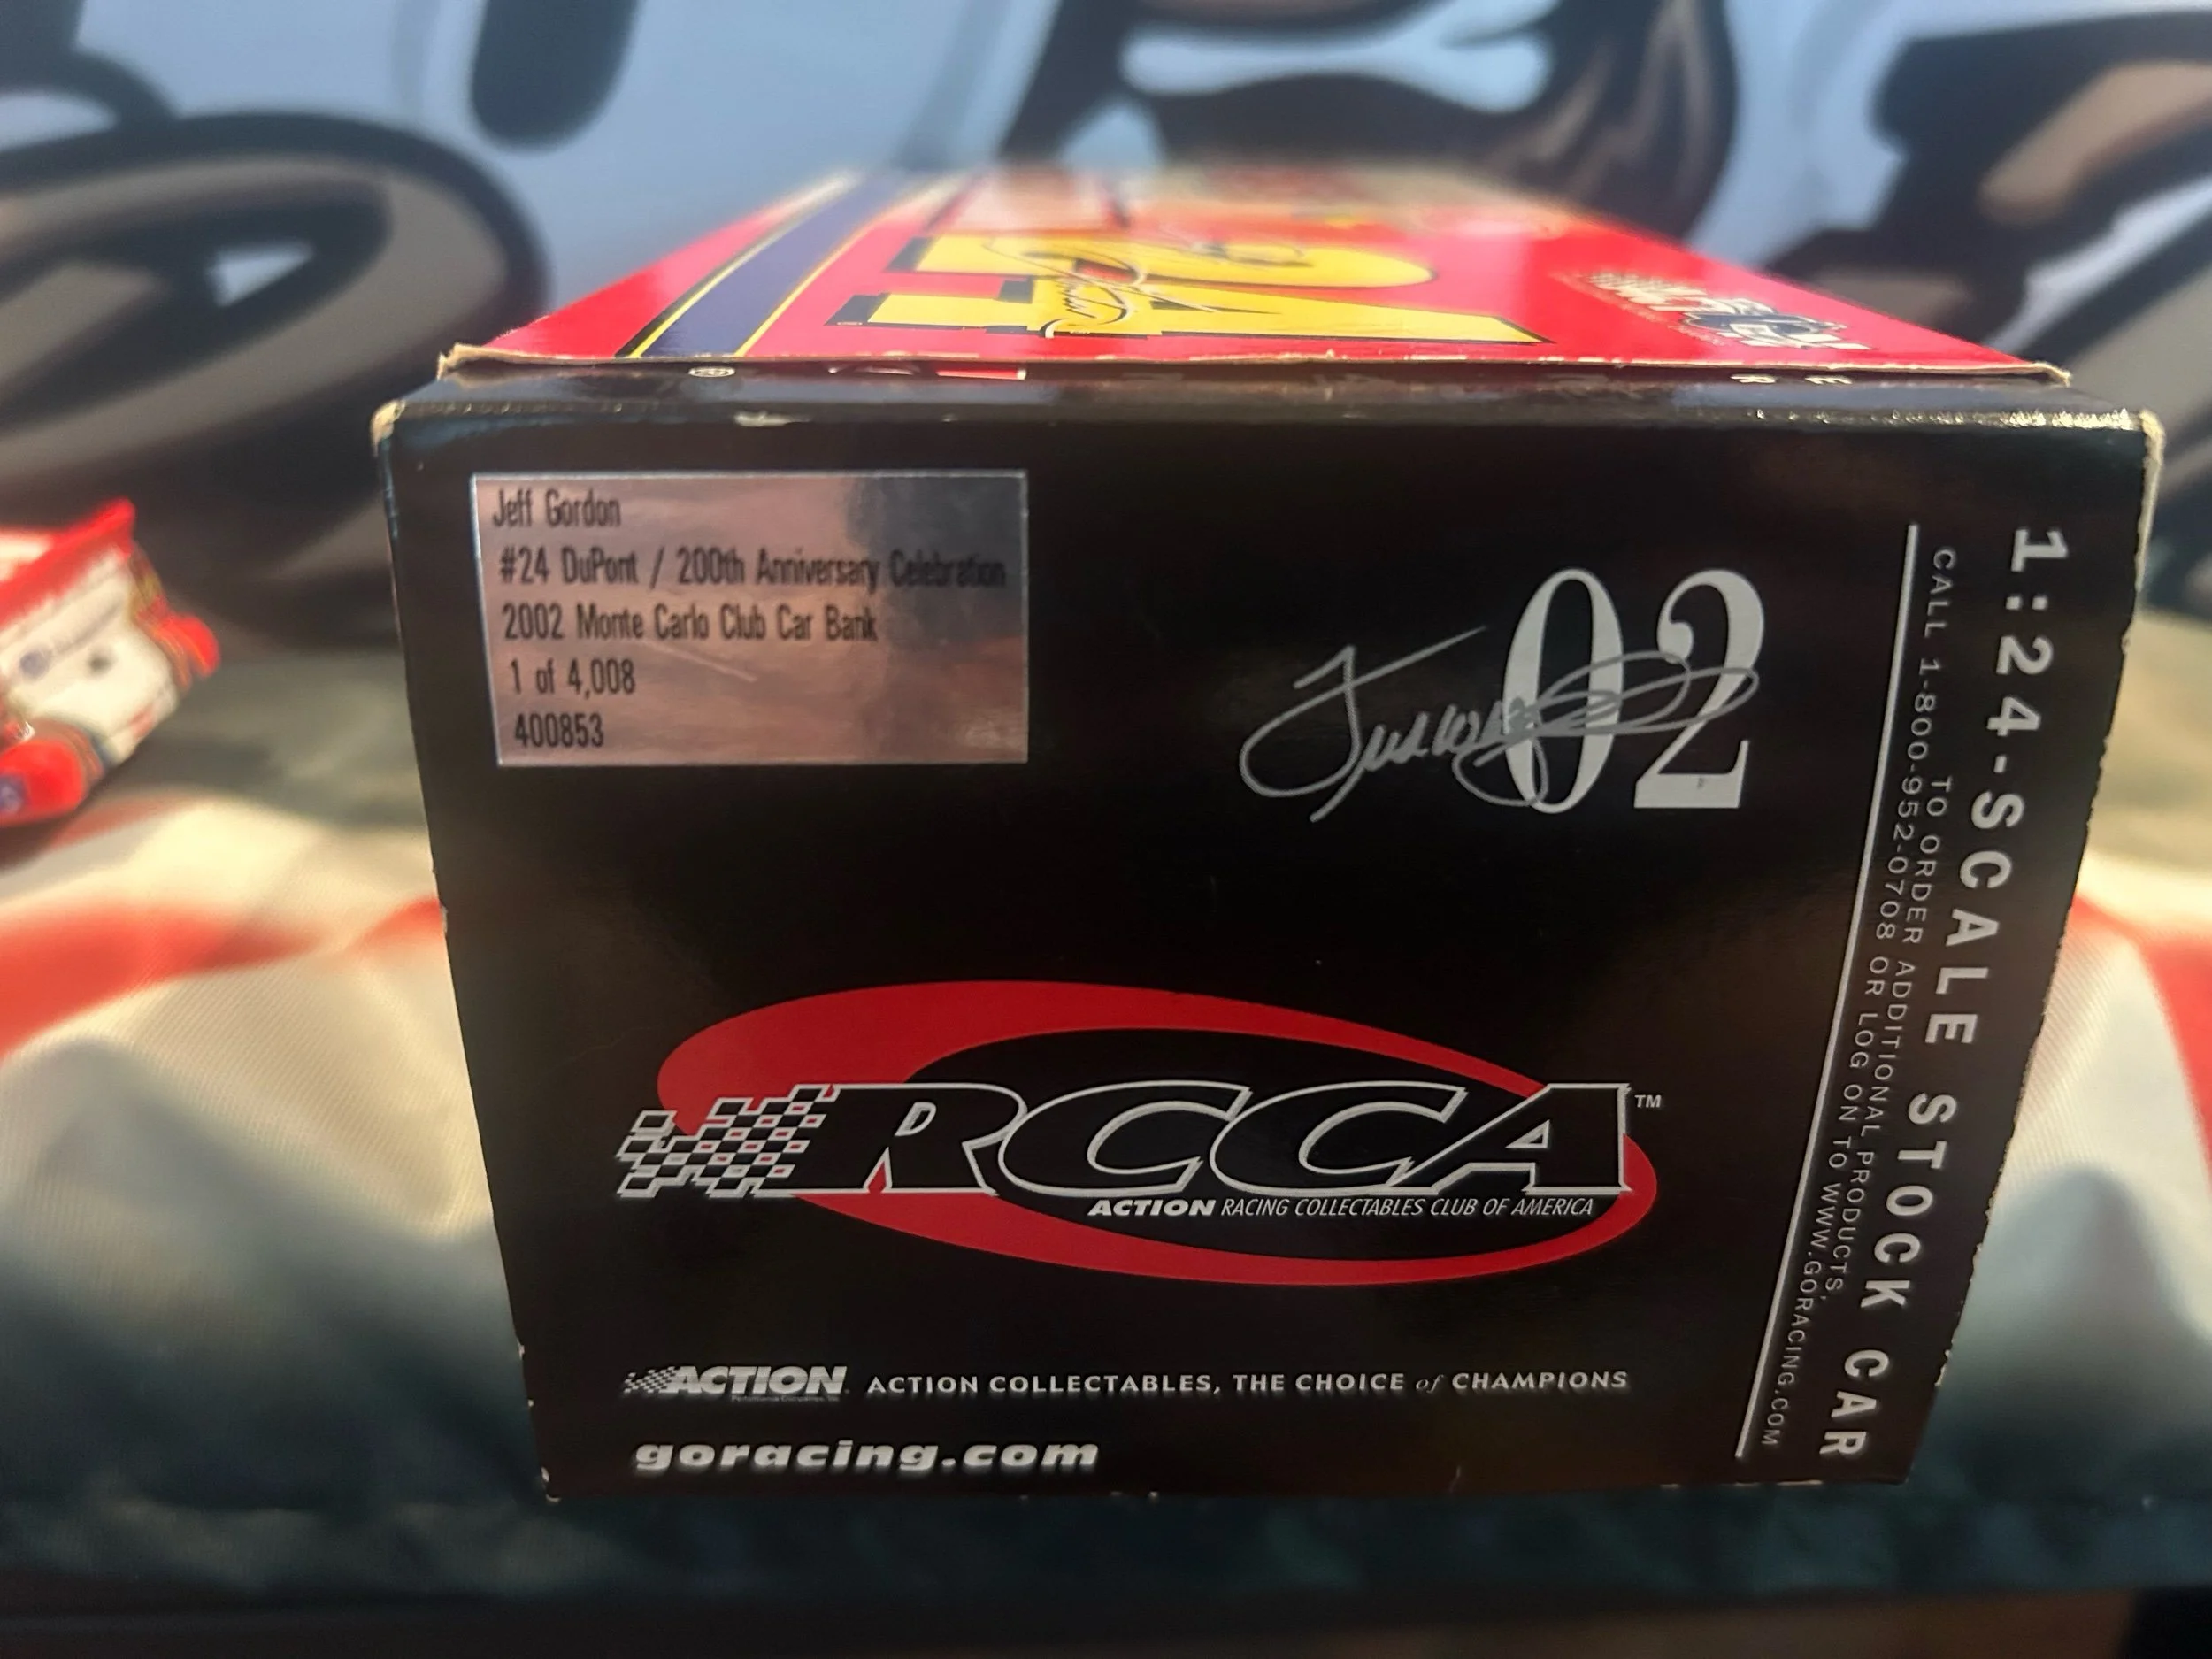 24
Jeff Gordon
#24 DuPont / 200th Anniversary Celebration
2002 Monte Carlo Club Car Bank
1 of 4,008
400853
02
RCCA™
ACTION RACING COLLECTABLES CLUB OF AMERICA
ACTION ACTION COLLECTABLES, THE CHOICE of CHAMPIONS
goracing.com
1:24-SCALE STOCK CAR
TO ORDER ADDITIONAL PRODUCTS,
CALL 1-800-952-0708 OR LOG ON TO WWW.GORACING.COM